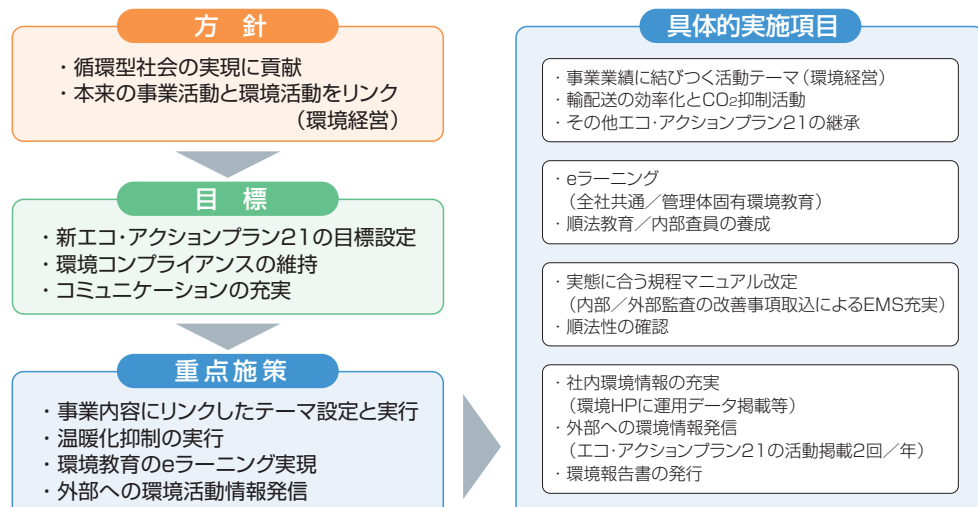 方 針
・循環型社会の実現に貢献
・本来の事業活動と環境活動をリンク
（環境経営）
目 標
・新エコ・アクションプラン21の目標設定
・環境コンプライアンスの維持
・コミュニケーションの充実
重点施策
・事業内容にリンクしたテーマ設定と実行
・温暖化抑制の実行
・環境教育のeラーニング実現
・外部への環境活動情報発信
具体的実施項目
・事業業績に結びつく活動テーマ（環境経営）
・輸配送の効率化とCO₂抑制活動
・その他エコ・アクションプラン21の継承
・eラーニング
（全社共通／管理体固有環境教育）
・順法教育／内部査員の養成
・実態に合う規程マニュアル改定
（内部／外部監査の改善事項取込によるEMS充実）
・順法性の確認
・社内環境情報の充実
（環境HPに運用データ掲載等）
・外部への環境情報発信
（エコ・アクションプラン21の活動掲載2回／年）
・環境報告書の発行